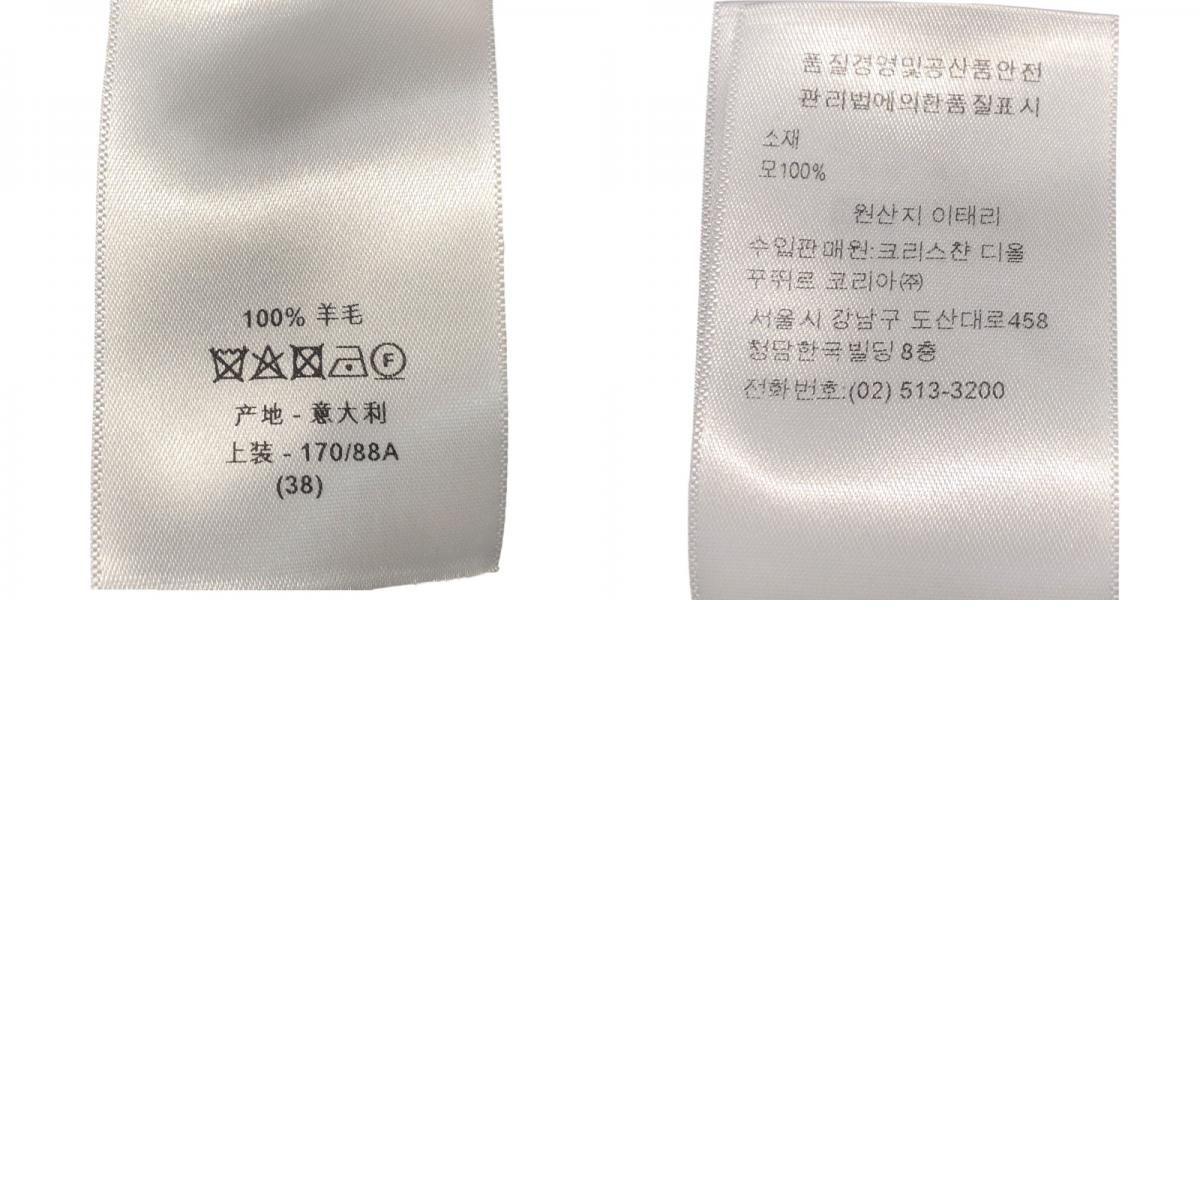 100% 羊毛
F
产地 - 意大利
上装 - 170/88A
(38)
품질경영및공산품안전
관리법에의한품질표시
소재
모100%
원산지 이태리
수입판매원:크리스챤 디올
꾸뛰르 코리아㈜
서울시 강남구 도산대로458
청담한국빌딩 8층
전화번호:(02) 513-3200